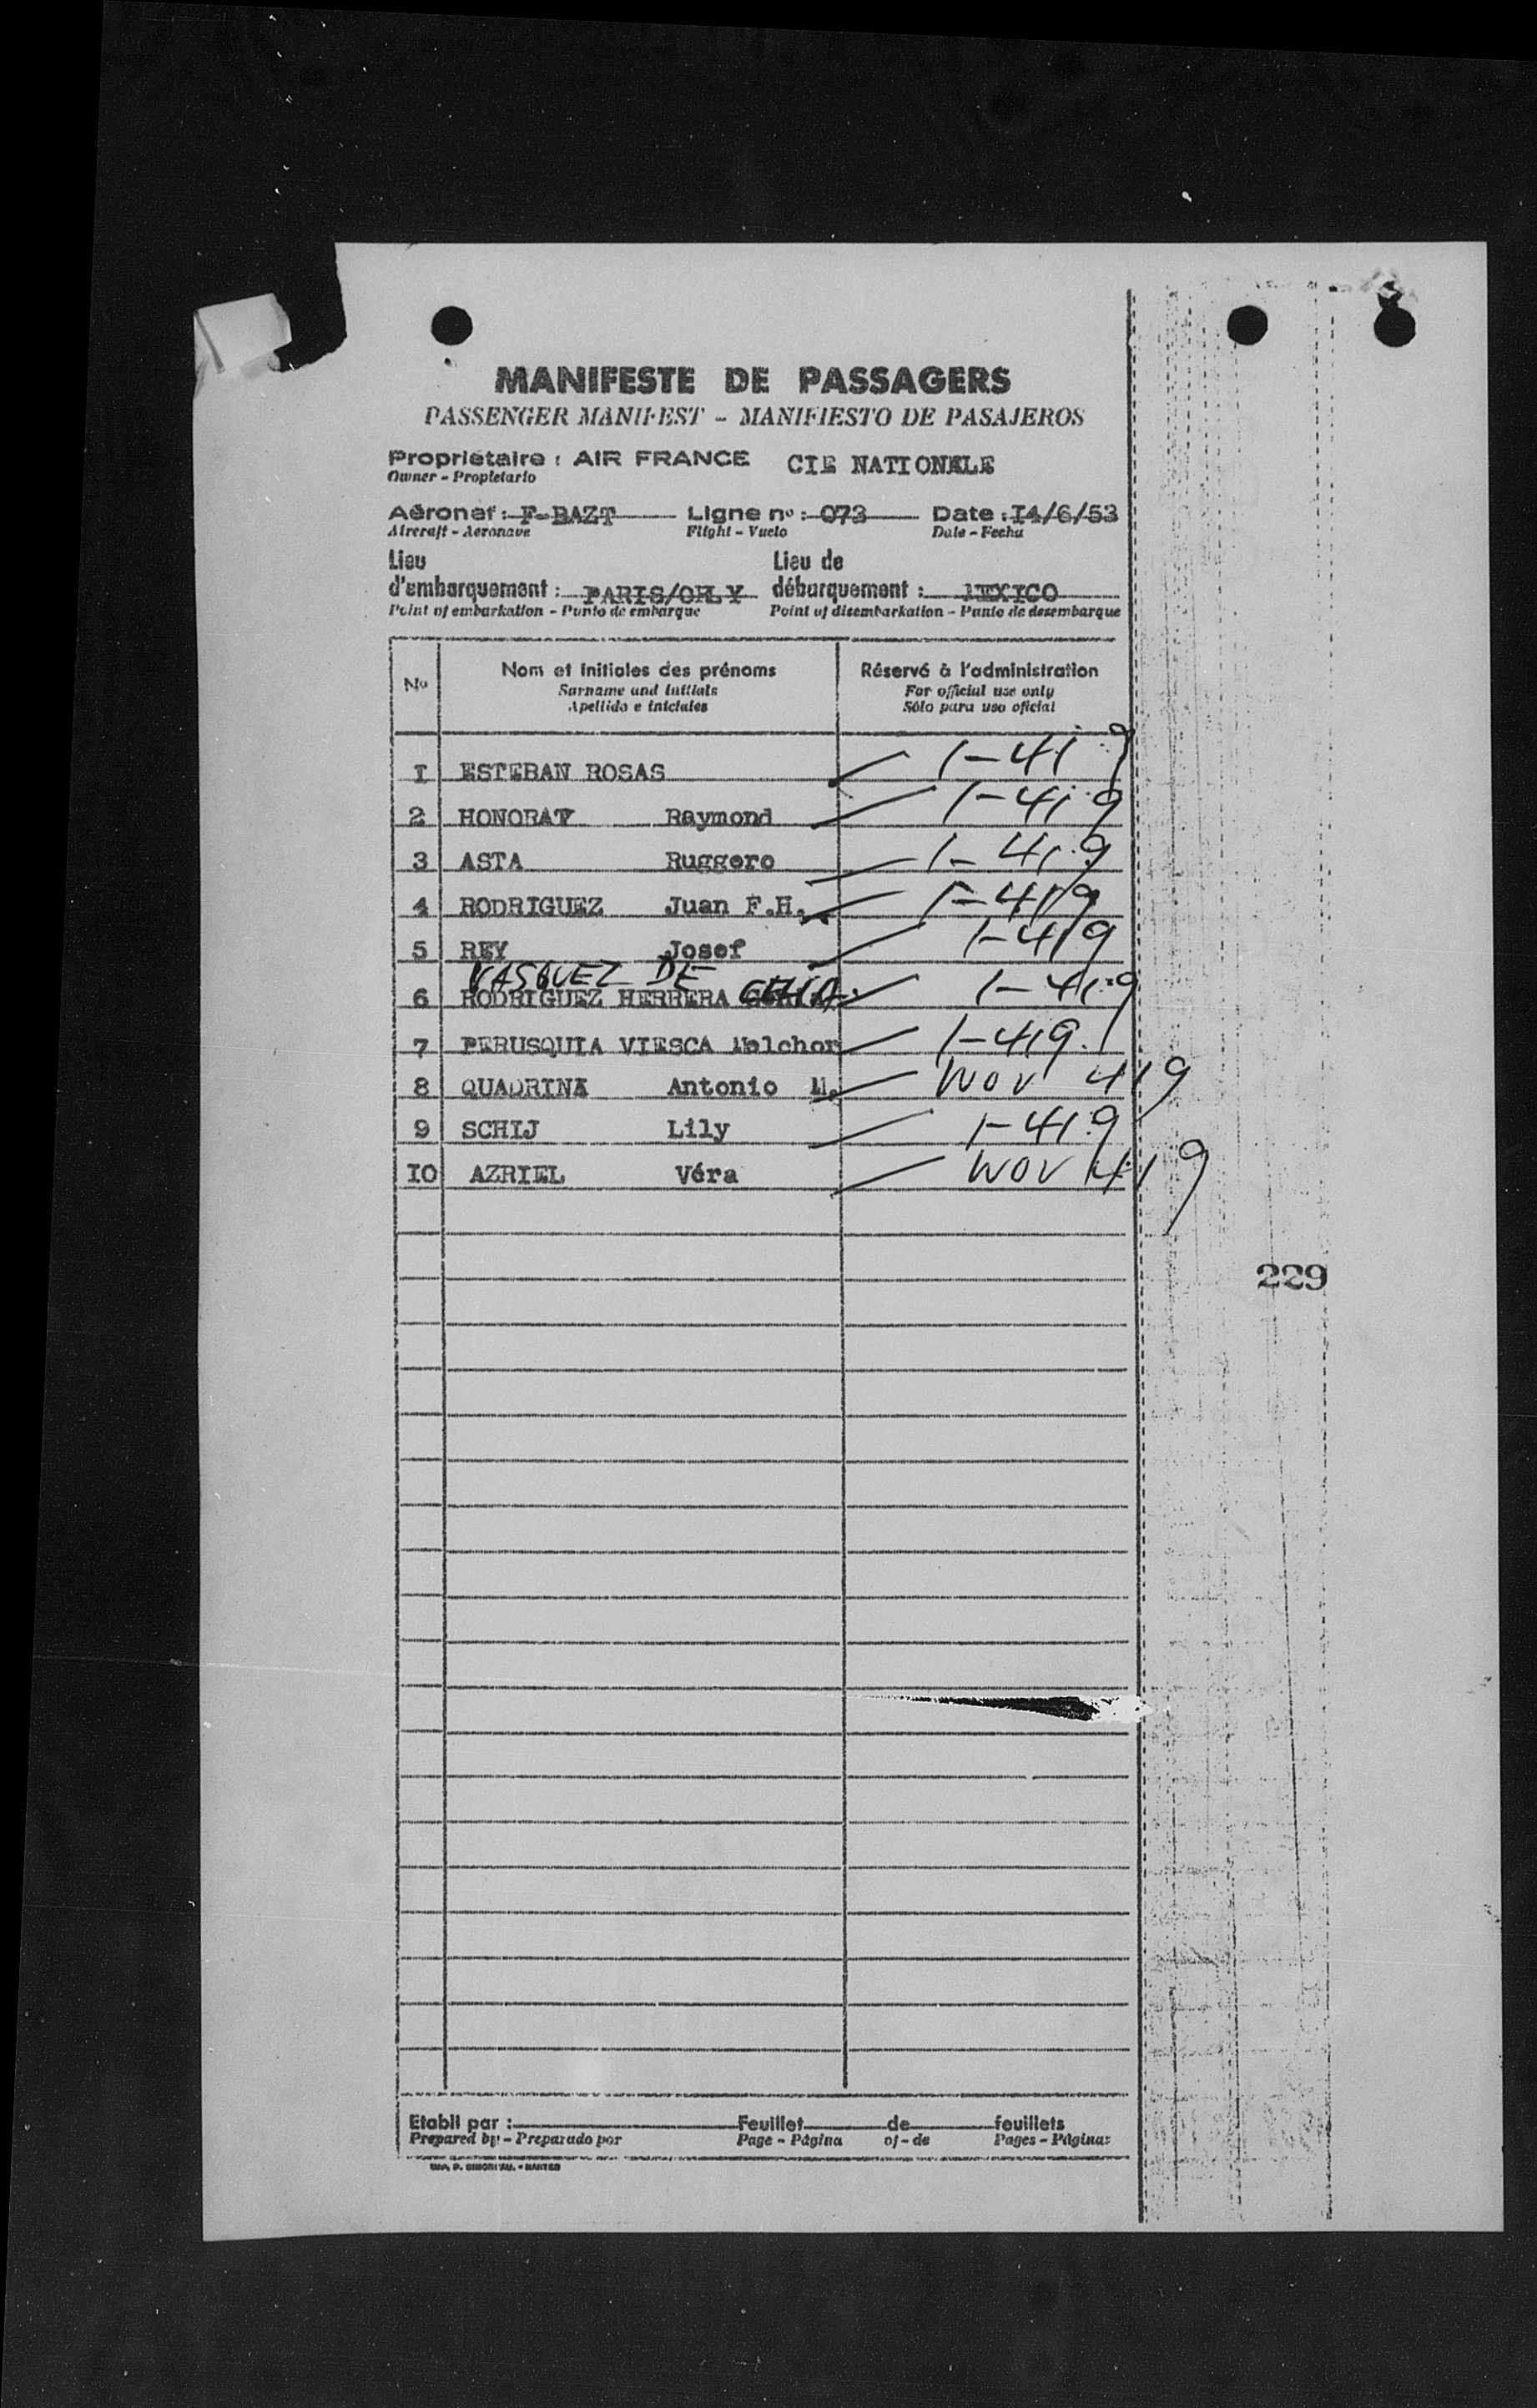 MANIFESTE DE PASSAGERS
PASSENGER MANIFEST - MANIFIESTO DE PASAJEROS
Propriétaire : AIR FRANCE CIE NATIONALE
Owner - Propietario
Aéronef : F-BAZT Ligne no : 073 Date : I4/6/53
Aircraft - Aeronave Flight - Vuelo Date - Fecha
Lieu Lieu de
d'embarquement : PARIS/ORLY débarquement : MEXICO
Point of embarkation - Punto de embarque Point of disembarkation - Punto de desembarque
No Nom et initiales des prénoms Réservé à l'administration
Surname and initials For official use only
Apellido e iniciales Sólo para uso oficial
I ESTEBAN ROSAS 1-419
2 HONORAT Raymond 1-419
3 ASTA Ruggero 1-419
4 RODRIGUEZ Juan F.H. 1-419
5 REY Josef 1-419
VASQUEZ DE
6 RODRIGUEZ HERRERA CELIA 1-419
7 PERUSQUIA VIESCA Melchor 1-419
8 QUADRINA Antonio M. WOV 419
9 SCHIJ Lily 1-419
IO AZRIEL Véra WOV 419
229
Etabli par : Feuillet de feuillets
Prepared by - Preparado por Page - Página of - de Pages - Páginas